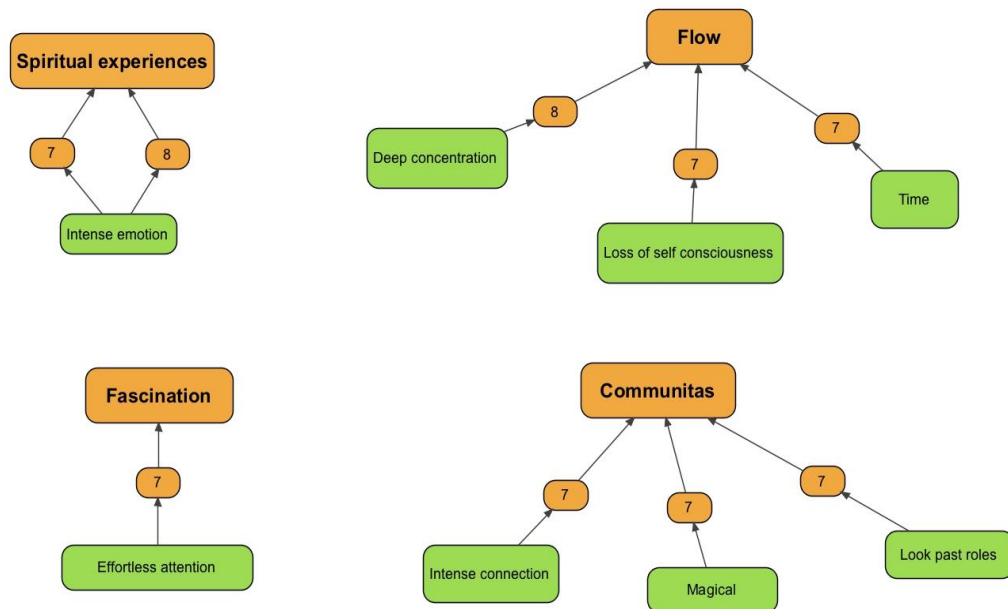 Spiritual experiences
7
8
Intense emotion
Flow
8
7
7
Deep concentration
Loss of self consciousness
Time
Fascination
7
Effortless attention
Communitas
7
7
7
Intense connection
Magical
Look past roles